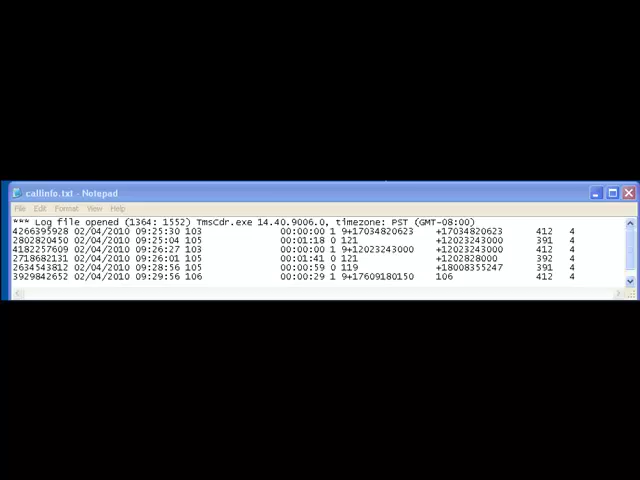 callinfo.txt - Notepad
File Edit Format View Help
*** Log file opened (1364: 1552) TmsCdr.exe 14.40.9006.0, timezone: PST (GMT-08:00)
4266395928 02/04/2010 09:25:30 103 00:00:00 1 9+17034820623 +17034820623 412 4
2802820450 02/04/2010 09:25:04 105 00:01:18 0 121 +12023243000 391 4
4182257609 02/04/2010 09:26:27 103 00:00:00 1 9+12023243000 +12023243000 412 4
2718682131 02/04/2010 09:26:01 105 00:01:41 0 121 +1202828000 392 4
2634543812 02/04/2010 09:28:56 105 00:00:59 0 119 +18008355247 391 4
3929842652 02/04/2010 09:29:56 106 00:00:29 1 9+17609180150 106 412 4